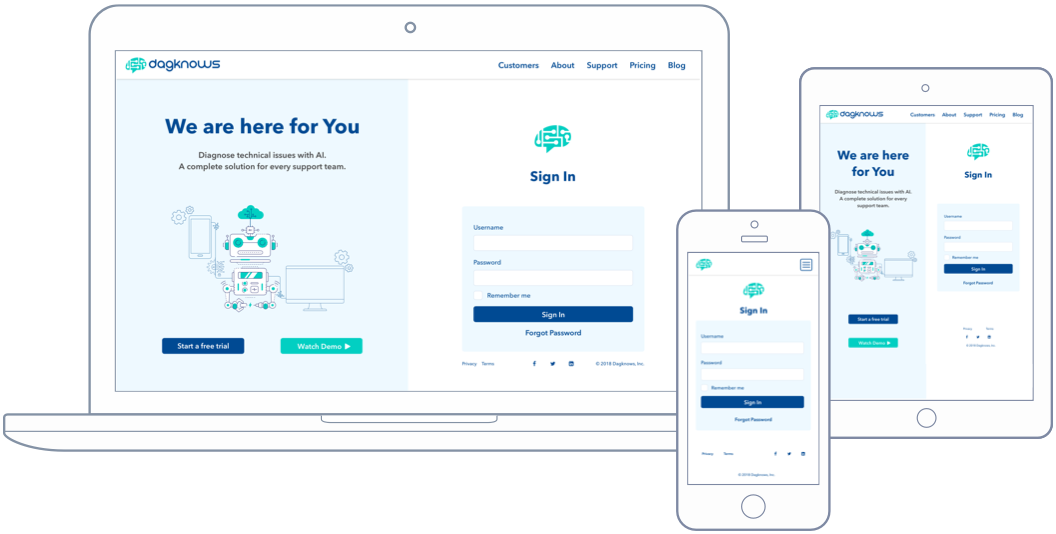 dagknows
Customers About Support Pricing Blog
We are here for You
Diagnose technical issues with AI.
A complete solution for every support team.
Start a free trial
Watch Demo
Sign In
Username
Password
Remember me
Sign In
Forgot Password
Privacy Terms
© 2018 Dagknows, Inc.
Sign In
Username
Password
Remember me
Sign In
Forgot Password
Privacy Terms
© 2018 Dagknows, Inc.
dagknows
Customers About Support Pricing Blog
We are here
for You
Diagnose technical issues with AI.
A complete solution for every
support team.
Start a free trial
Watch Demo
Sign In
Username
Password
Remember me
Sign In
Forgot Password
Privacy Terms
© 2018 Dagknows, Inc.